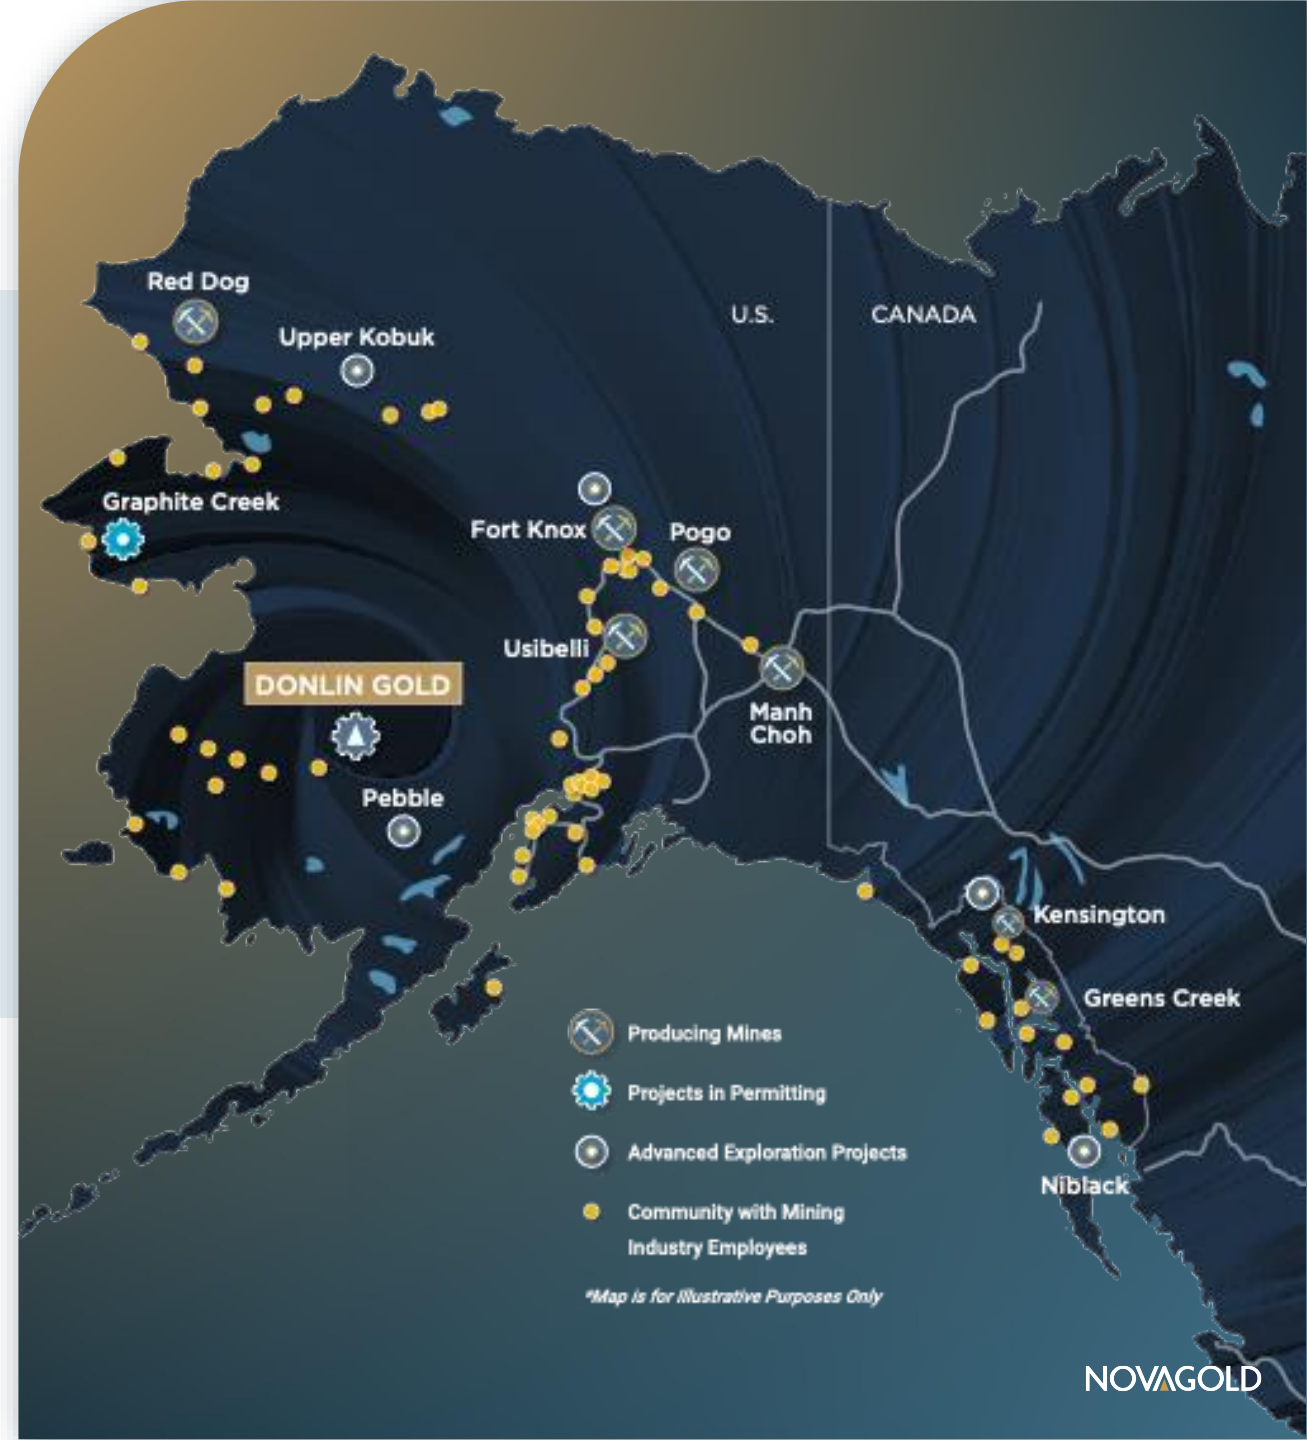 Red Dog
Upper Kobuk
U.S.
CANADA
Graphite Creek
Fort Knox
Pogo
Usibelli
DONLIN GOLD
Manh
Choh
Pebble
Kensington
Greens Creek
Producing Mines
Projects in Permitting
Advanced Exploration Projects
Niblack
Community with Mining
Industry Employees
*Map is for Illustrative Purposes Only
NOVAGOLD